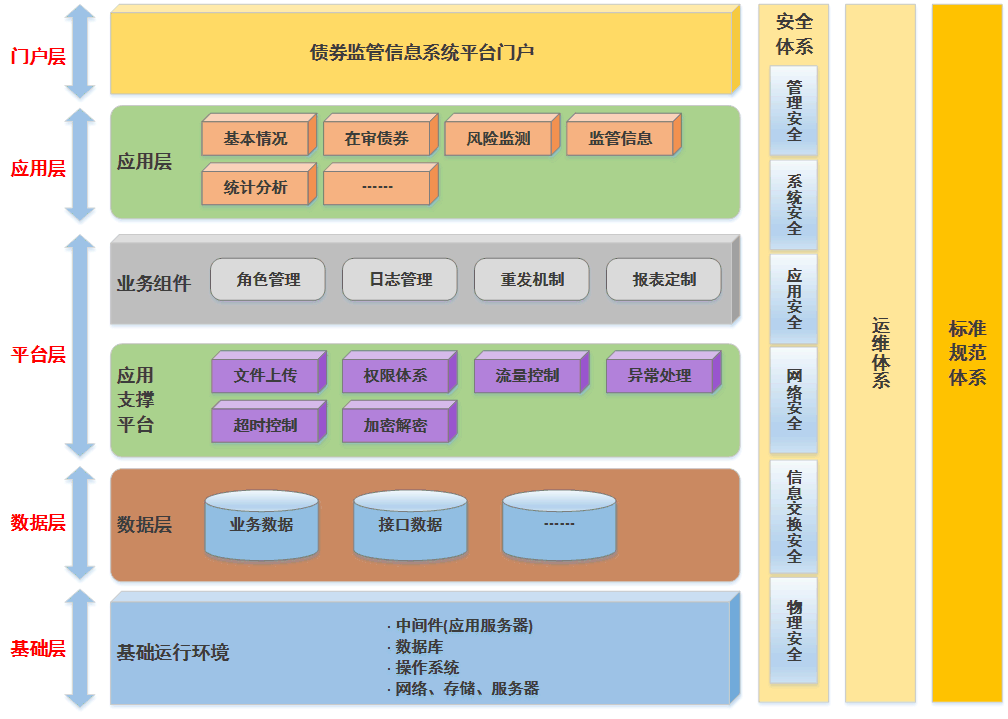 门户层
债券监管信息系统平台门户
应用层
应用层
基本情况
在审债券
风险监测
监管信息
统计分析
------
平台层
业务组件
角色管理
日志管理
重发机制
报表定制
应用
支撑
平台
文件上传
权限体系
流量控制
异常处理
超时控制
加密解密
数据层
数据层
业务数据
接口数据
------
基础层
基础运行环境
· 中间件(应用服务器)
· 数据库
· 操作系统
· 网络、存储、服务器
安全
体系
管理安全
系统安全
应用安全
网络安全
信息交换安全
物理安全
运维体系
标准
规范
体系